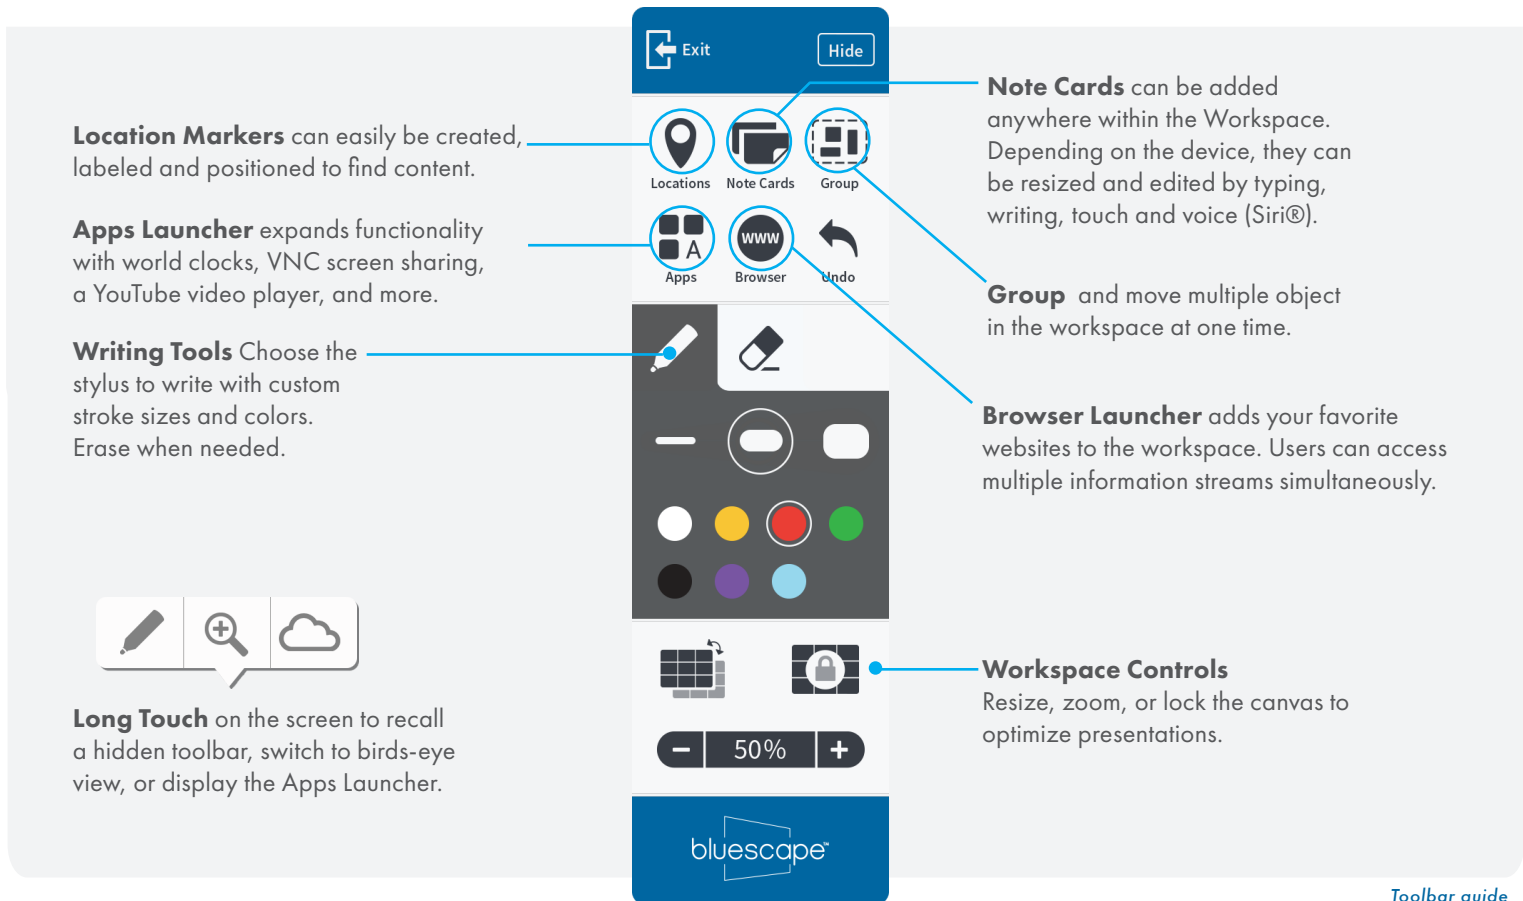 Exit
Hide
Location Markers can easily be created,
labeled and positioned to find content.
Apps Launcher expands functionality
with world clocks, VNC screen sharing,
a YouTube video player, and more.
Writing Tools Choose the
stylus to write with custom
stroke sizes and colors.
Erase when needed.
Long Touch on the screen to recall
a hidden toolbar, switch to birds-eye
view, or display the Apps Launcher.
Locations
Note Cards
Group
A
www
Apps
Browser
Undo
50%
bluescape™
Note Cards can be added
anywhere within the Workspace.
Depending on the device, they can
be resized and edited by typing,
writing, touch and voice (Siri®).
Group and move multiple object
in the workspace at one time.
Browser Launcher adds your favorite
websites to the workspace. Users can access
multiple information streams simultaneously.
Workspace Controls
Resize, zoom, or lock the canvas to
optimize presentations.
Toolbar guide